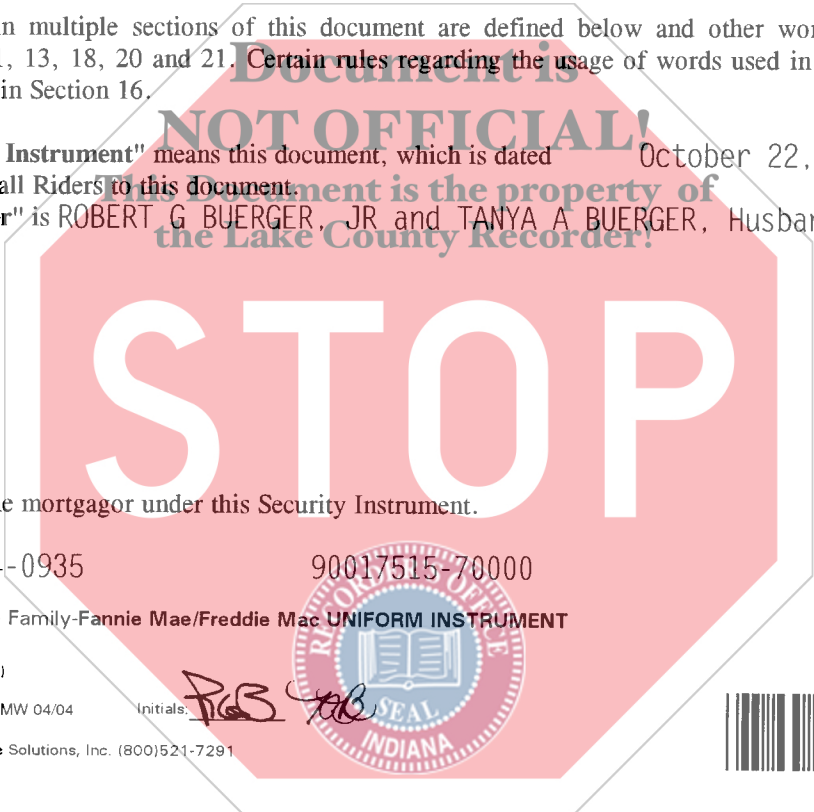 in multiple sections of this document are defined below and other wor
, 13, 18, 20 and 21. Certain rules regarding the usage of words used in
in Section 16.
Document is
NOT OFFICIAL!
This Document is the property of
the Lake County Recorder!
Instrument" means this document, which is dated October 22,
all Riders to this document.
r" is ROBERT G BUERGER, JR and TANYA A BUERGER, Husba
STOP
e mortgagor under this Security Instrument.
-0935 90017515-70000
Family-Fannie Mae/Freddie Mac UNIFORM INSTRUMENT
)
MW 04/04 Initials: RGB TAB
e Solutions, Inc. (800)521-7291
RECORDER'S OFFICE
SEAL
INDIANA